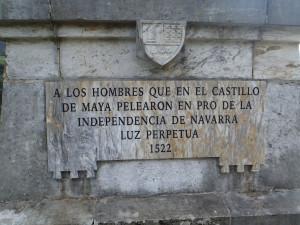 A LOS HOMBRES QUE EN EL CASTILLO
DE MAYA PELEARON EN PRO DE LA
INDEPENDENCIA DE NAVARRA
LUZ PERPETUA
1522